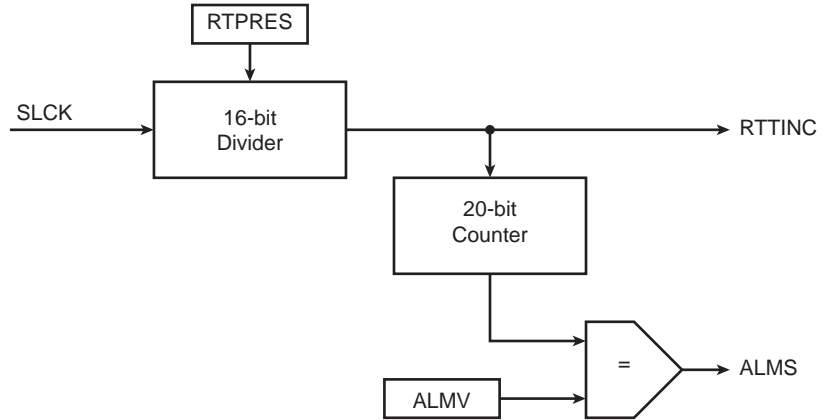 RTPRES
SLCK
16-bit
Divider
RTTINC
20-bit
Counter
=
ALMS
ALMV